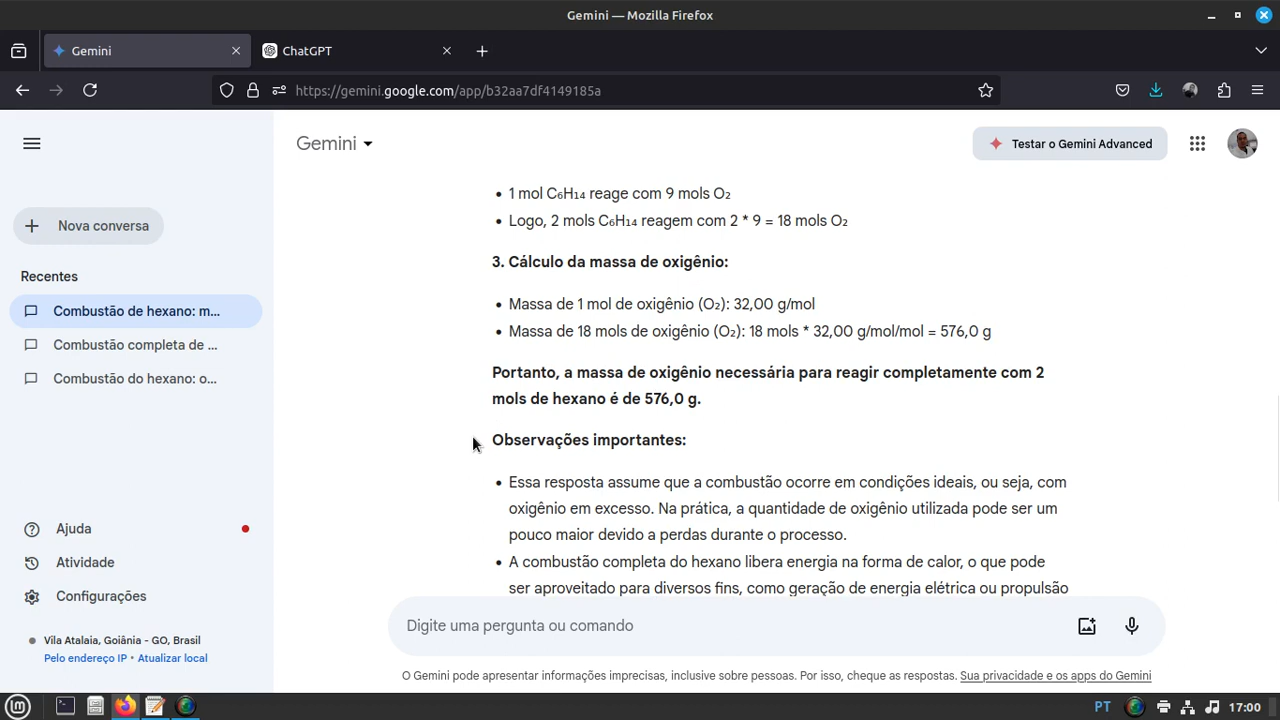 Gemini — Mozilla Firefox
Gemini
ChatGPT
https://gemini.google.com/app/b32aa7df4149185a
Gemini
Testar o Gemini Advanced
Nova conversa
Recentes
Combustão de hexano: m...
Combustão completa de ...
Combustão do hexano: o...
Ajuda
Atividade
Configurações
Vila Atalaia, Goiânia - GO, Brasil
Pelo endereço IP • Atualizar local
• 1 mol C₆H₁₄ reage com 9 mols O₂
• Logo, 2 mols C₆H₁₄ reagem com 2 * 9 = 18 mols O₂
3. Cálculo da massa de oxigênio:
• Massa de 1 mol de oxigênio (O₂): 32,00 g/mol
• Massa de 18 mols de oxigênio (O₂): 18 mols * 32,00 g/mol/mol = 576,0 g
Portanto, a massa de oxigênio necessária para reagir completamente com 2
mols de hexano é de 576,0 g.
Observações importantes:
• Essa resposta assume que a combustão ocorre em condições ideais, ou seja, com
oxigênio em excesso. Na prática, a quantidade de oxigênio utilizada pode ser um
pouco maior devido a perdas durante o processo.
• A combustão completa do hexano libera energia na forma de calor, o que pode
ser aproveitado para diversos fins, como geração de energia elétrica ou propulsão
Digite uma pergunta ou comando
O Gemini pode apresentar informações imprecisas, inclusive sobre pessoas. Por isso, cheque as respostas. Sua privacidade e os apps do Gemini
PT
17:00